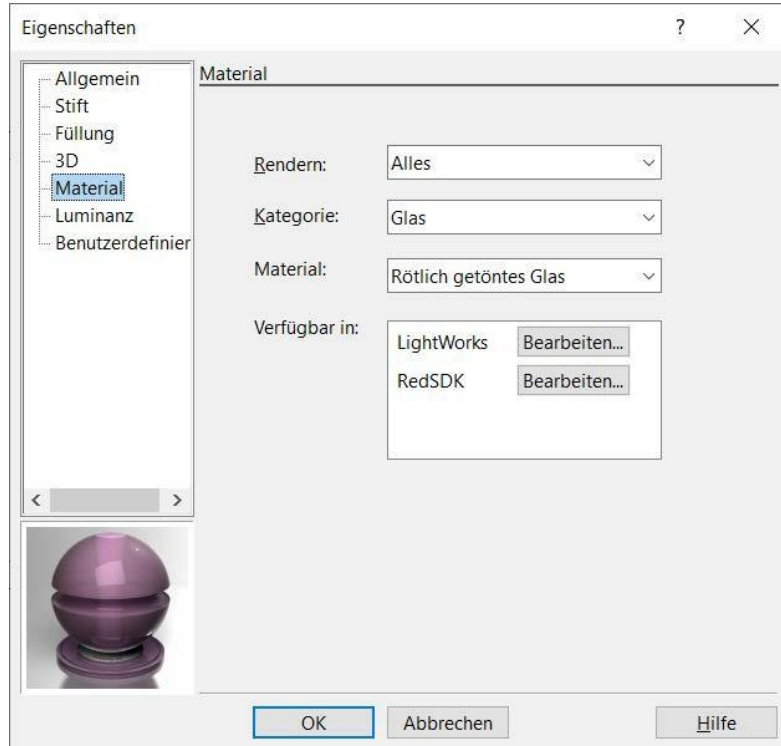 Eigenschaften
?
Allgemein
Stift
Füllung
3D
Material
Luminanz
Benutzerdefinier
Material
Rendern: Alles
Kategorie: Glas
Material: Rötlich getöntes Glas
Verfügbar in:
LightWorks Bearbeiten...
RedSDK Bearbeiten...
OK Abbrechen Hilfe